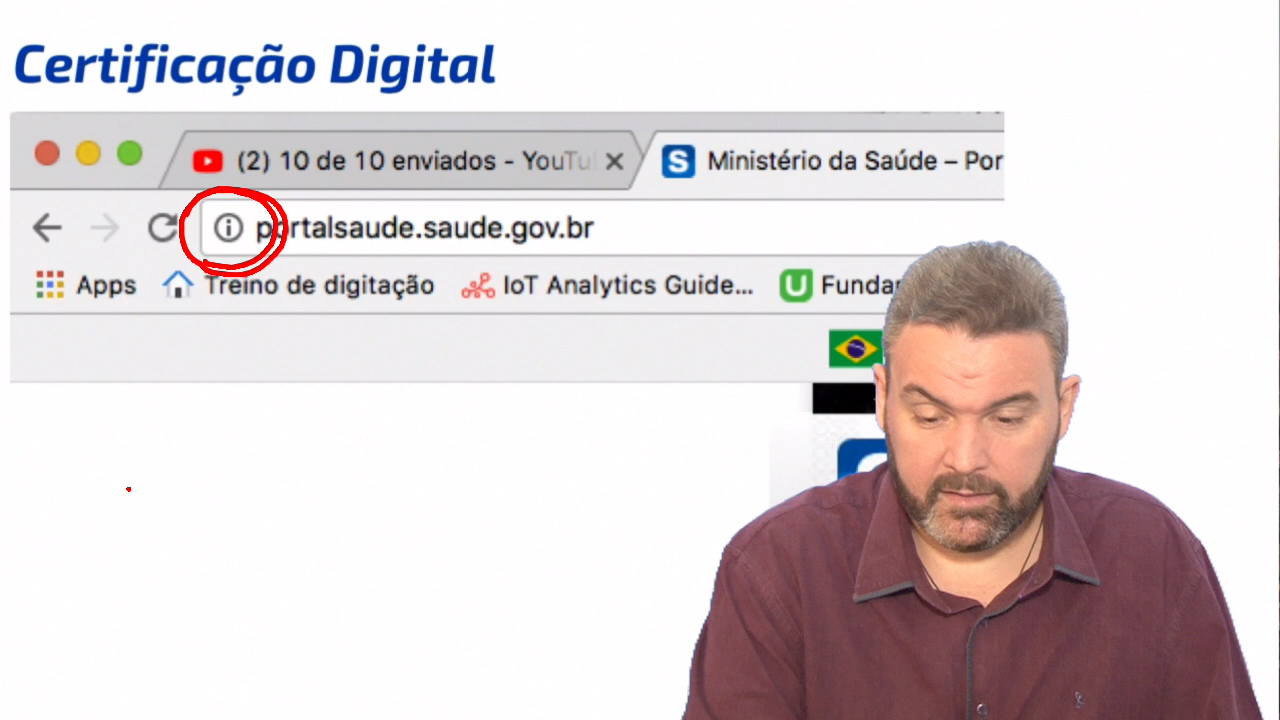 Certificação Digital
(2) 10 de 10 enviados - YouTu
Ministério da Saúde – Por
portalsaude.saude.gov.br
Apps Treino de digitação IoT Analytics Guide... Funda